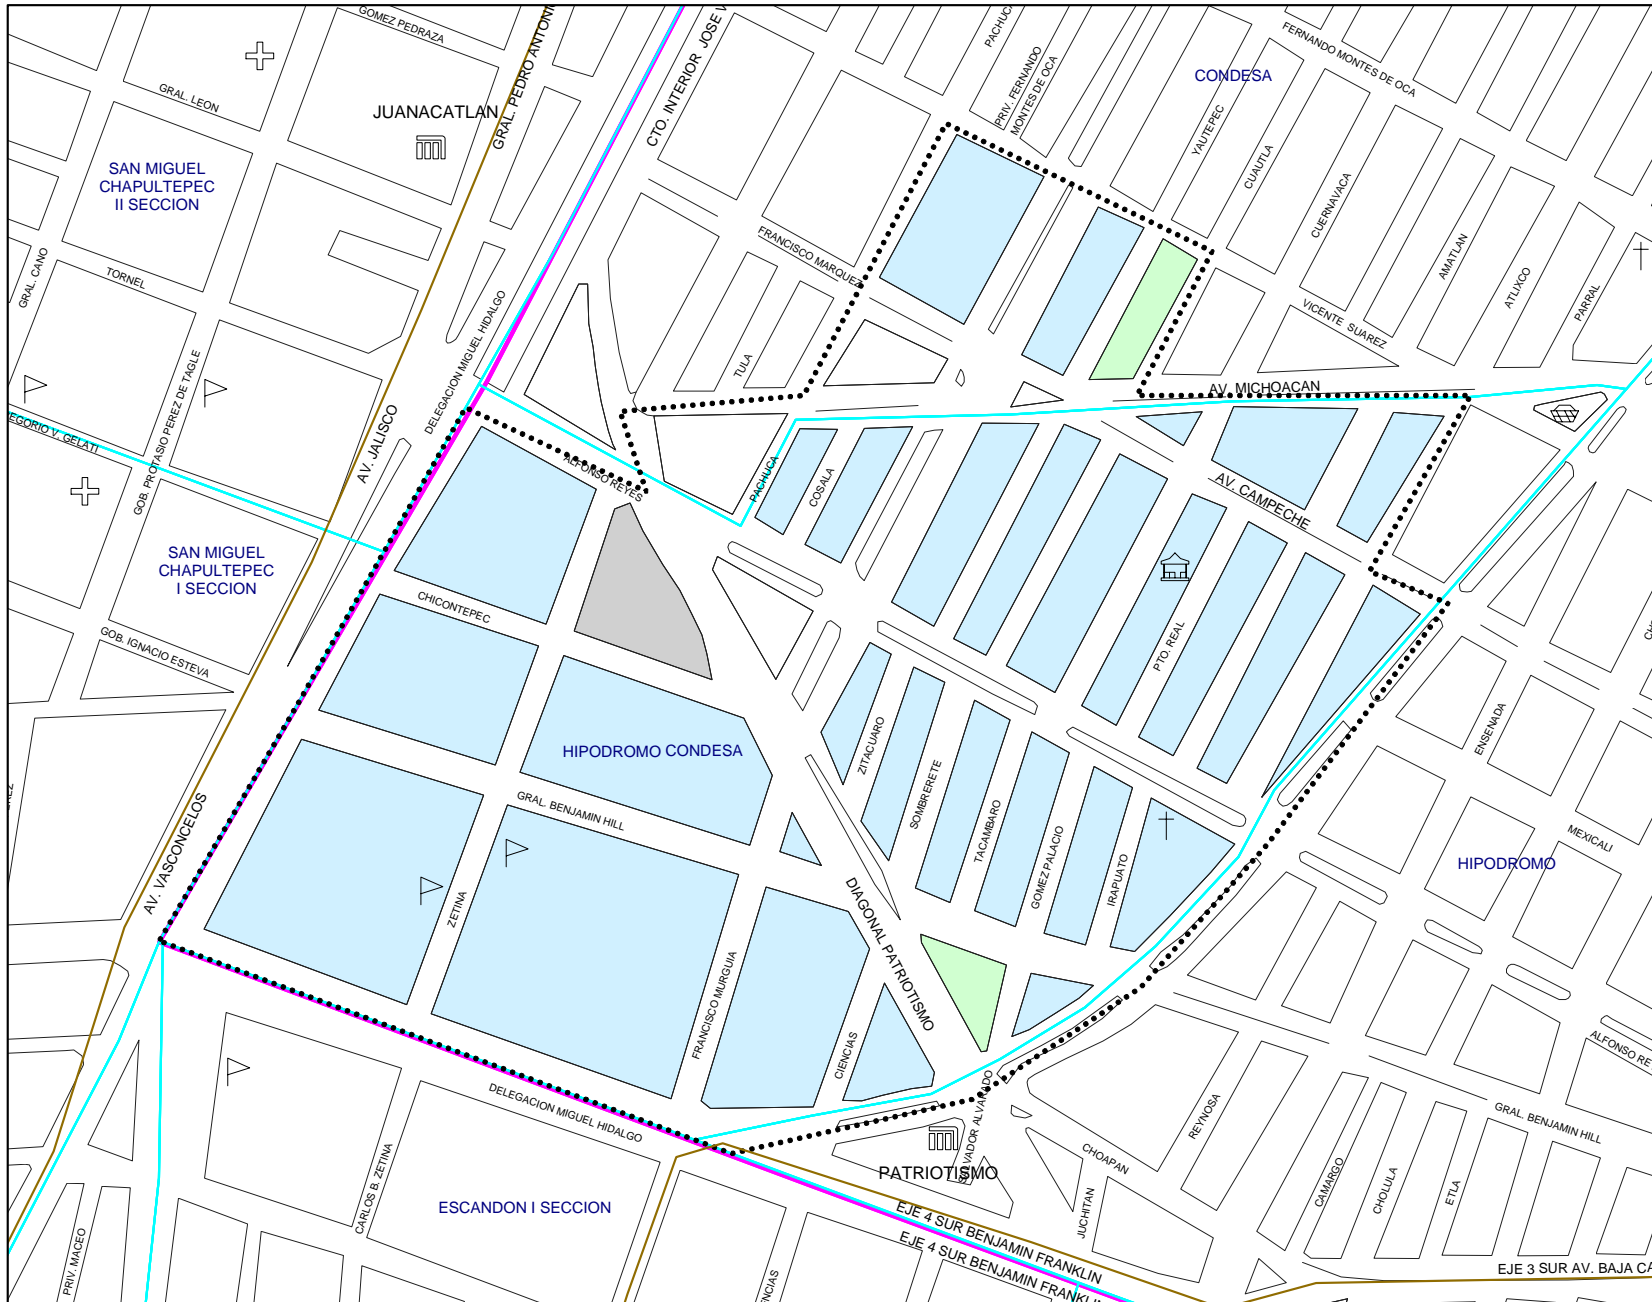 GOMEZ PEDRAZA
GRAL. LEON
JUANACATLAN
GRAL. PEDRO ANTONI
CTO. INTERIOR JOSE V
PACHUC
PRIV. FERNANDO
MONTES DE OCA
CONDESA
FERNANDO MONTES DE OCA
YAUTEPEC
CUAUTLA
CUERNAVACA
AMATLAN
ATLIXCO
PARRAL
SAN MIGUEL
CHAPULTEPEC
II SECCION
GRAL. CANO
TORNEL
GOB. PROTASIO PEREZ DE TAGLE
DELEGACION MIGUEL HIDALGO
FRANCISCO MARQUEZ
TULA
VICENTE SUAREZ
AV. MICHOACAN
EGORIO V. GELATI
AV. JALISCO
ALFONSO REYES
PACHUCA
COSALA
AV. CAMPECHE
SAN MIGUEL
CHAPULTEPEC
I SECCION
GOB. IGNACIO ESTEVA
CHICONTEPEC
PTO. REAL
HIPODROMO CONDESA
ZITACUARO
SOMBRERETE
TACAMBARO
GOMEZ PALACIO
IRAPUATO
ENSENADA
MEXICALI
HIPODROMO
AV. VASCONCELOS
GRAL. BENJAMIN HILL
ZETINA
FRANCISCO MURGUIA
CIENCIAS
DIAGONAL PATRIOTISMO
SALVADOR ALVARADO
DELEGACION MIGUEL HIDALGO
PATRIOTISMO
CHOAPAN
JUCHITAN
REYNOSA
CAMARGO
CHOLULA
ETLA
ALFONSO RE
GRAL. BENJAMIN HILL
CARLOS B. ZETINA
PRIV. MACEO
ESCANDON I SECCION
ENCIAS
EJE 4 SUR BENJAMIN FRANKLIN
EJE 4 SUR BENJAMIN FRANKLIN
EJE 3 SUR AV. BAJA CA